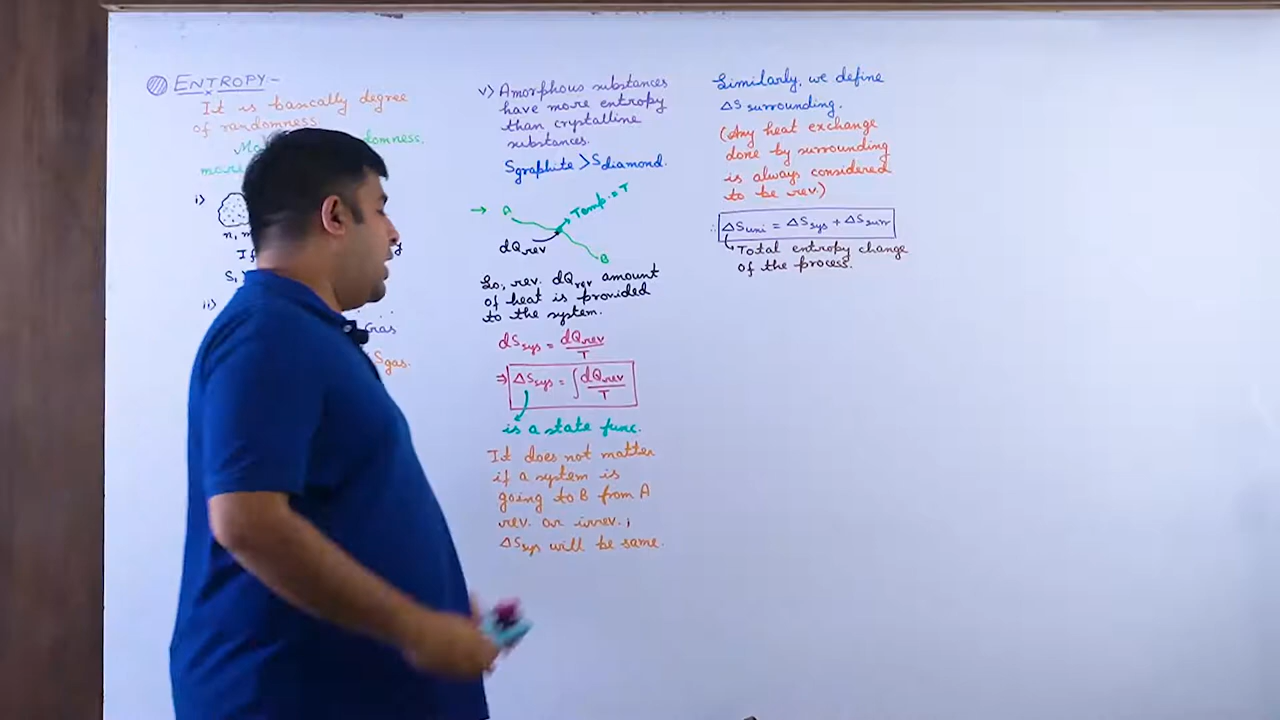 ENTROPY:-
It is basically degree
of randomness.
domness,
more
i)
n, m
If
S,
ii)
Gas
Sgas.
v) Amorphous substances
have more entropy
than crystalline
substances.
Sgraphite > Sdiamond.
→ A
Temp. = T
dQrev
B
So, rev. dQrev amount
of heat is provided
to the system.
dSsys = dQrev/T
⇒ ΔSsys = ∫ dQrev/T
is a state func.
It does not matter
if a system is
going to B from A
rev. or irrev.,
ΔSsys will be same.
Similarly, we define
ΔS surrounding.
(Any heat exchange
done by surrounding
is always considered
to be rev.)
∴ ΔSuni = ΔSsys + ΔSsurr
Total entropy change
of the process.